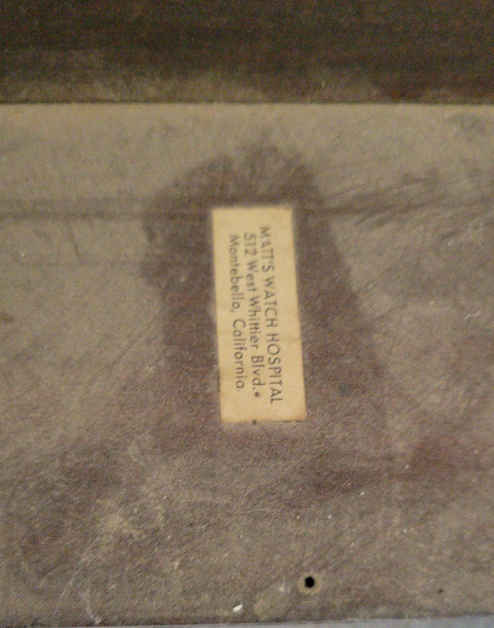 MATT'S WATCH HOSPITAL
512 West Whittier Blvd.*
Montebello, California.